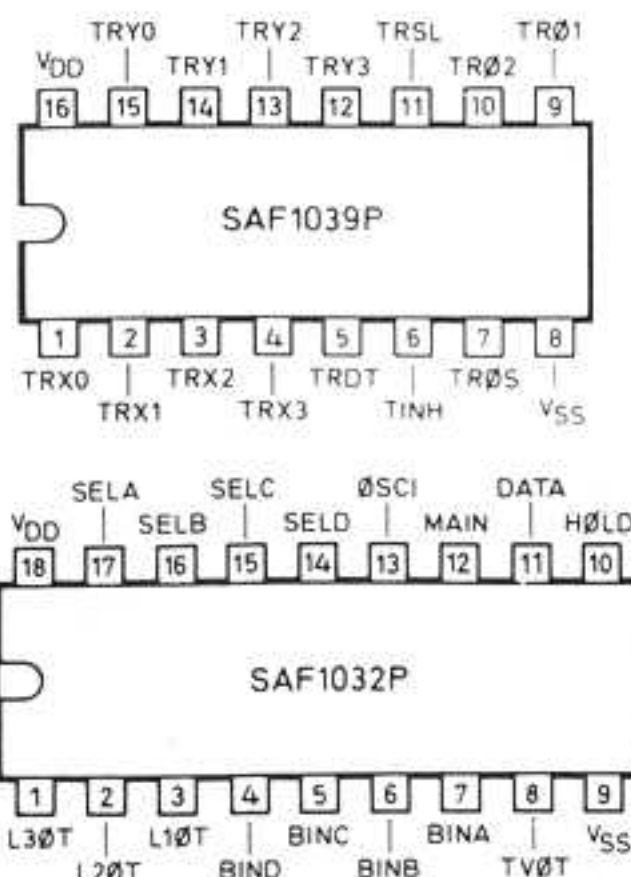 TRY0 TRY2 TRSL TRØ1
VDD TRY1 TRY3 TRØ2
16 15 14 13 12 11 10 9
SAF1039P
1 2 3 4 5 6 7 8
TRX0 TRX2 TRDT TRØS
TRX1 TRX3 TINH VSS
SELA SELC ØSCI DATA
VDD SELB SELD MAIN HØLD
18 17 16 15 14 13 12 11 10
SAF1032P
1 2 3 4 5 6 7 8 9
L3ØT L1ØT BINC BINA VSS
L2ØT BIND BINB TVØT